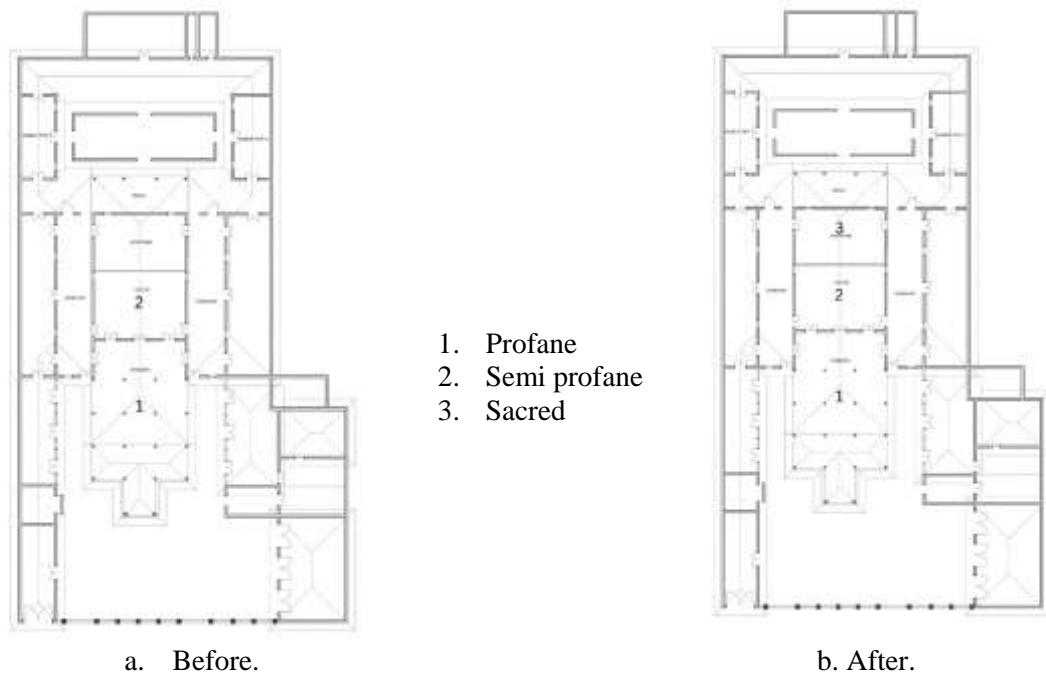 3
2
2
1
1
1. Profane
2. Semi profane
3. Sacred
a. Before.
b. After.